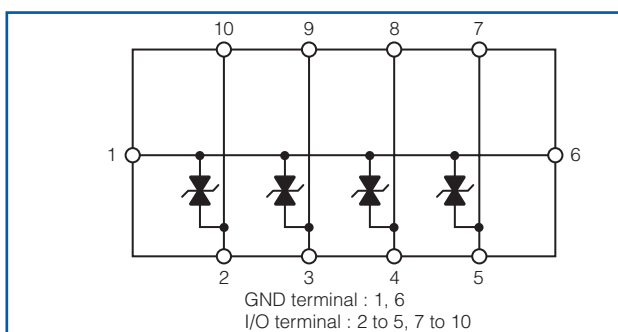 10 9 8 7
1 6
2 3 4 5
GND terminal : 1, 6
I/O terminal : 2 to 5, 7 to 10